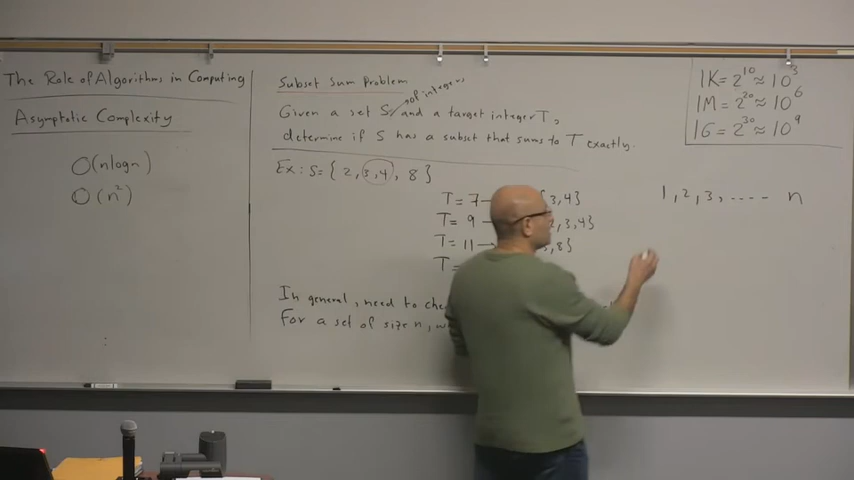 The Role of Algorithms in Computing
Asymptotic Complexity
O(nlogn)
O(n²)
Subset Sum Problem
of integers
Given a set S and a target integer T,
determine if S has a subset that sums to T exactly.
Ex: S = { 2, 3, 4, 8 }
T = 7 → 3, 4}
T = 9 → 2, 3, 4}
T = 11 → , 8}
T =
In general, need to
For a set of size n,
1K = 2¹⁰ ≈ 10³
1M = 2²⁰ ≈ 10⁶
1G = 2³⁰ ≈ 10⁹
1, 2, 3, ---- n